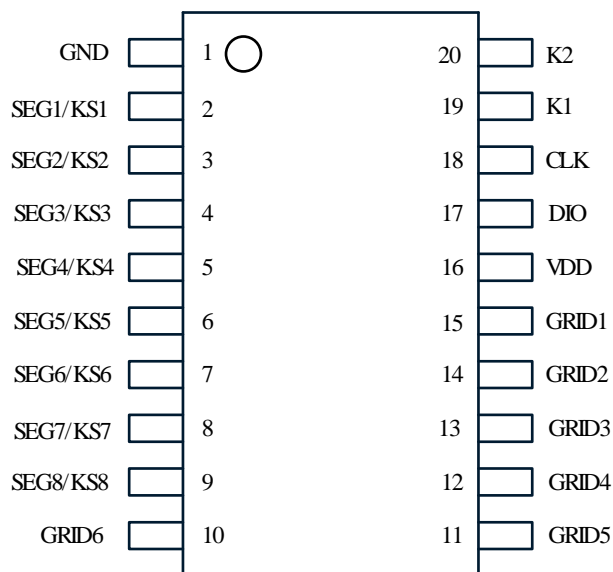 GND 1 20 K2
SEG1/KS1 2 19 K1
SEG2/KS2 3 18 CLK
SEG3/KS3 4 17 DIO
SEG4/KS4 5 16 VDD
SEG5/KS5 6 15 GRID1
SEG6/KS6 7 14 GRID2
SEG7/KS7 8 13 GRID3
SEG8/KS8 9 12 GRID4
GRID6 10 11 GRID5